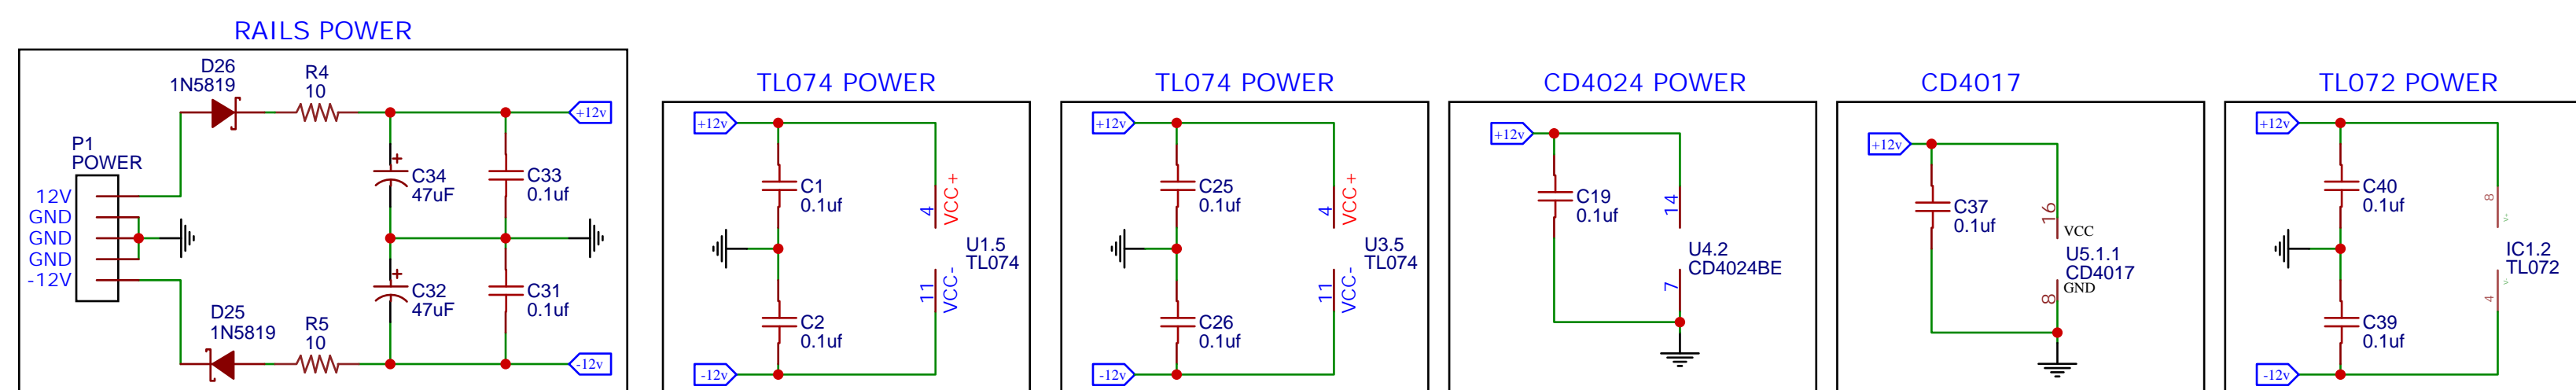 RAILS POWER
D26
1N5819
R4
10
+12v
P1
POWER
12V
GND
GND
GND
-12V
+
C34
47uF
C33
0.1uf
+
C32
47uF
C31
0.1uf
D25
1N5819
R5
10
-12v
TL074 POWER
+12v
C1
0.1uf
4
VCC+
U1.5
TL074
11
VCC-
C2
0.1uf
-12v
TL074 POWER
+12v
C25
0.1uf
4
VCC+
U3.5
TL074
11
VCC-
C26
0.1uf
-12v
CD4024 POWER
+12v
C19
0.1uf
14
U4.2
CD4024BE
7
CD4017
+12v
C37
0.1uf
16
VCC
U5.1.1
CD4017
GND
8
TL072 POWER
+12v
C40
0.1uf
8
V+
IC1.2
TL072
4
V-
C39
0.1uf
-12v